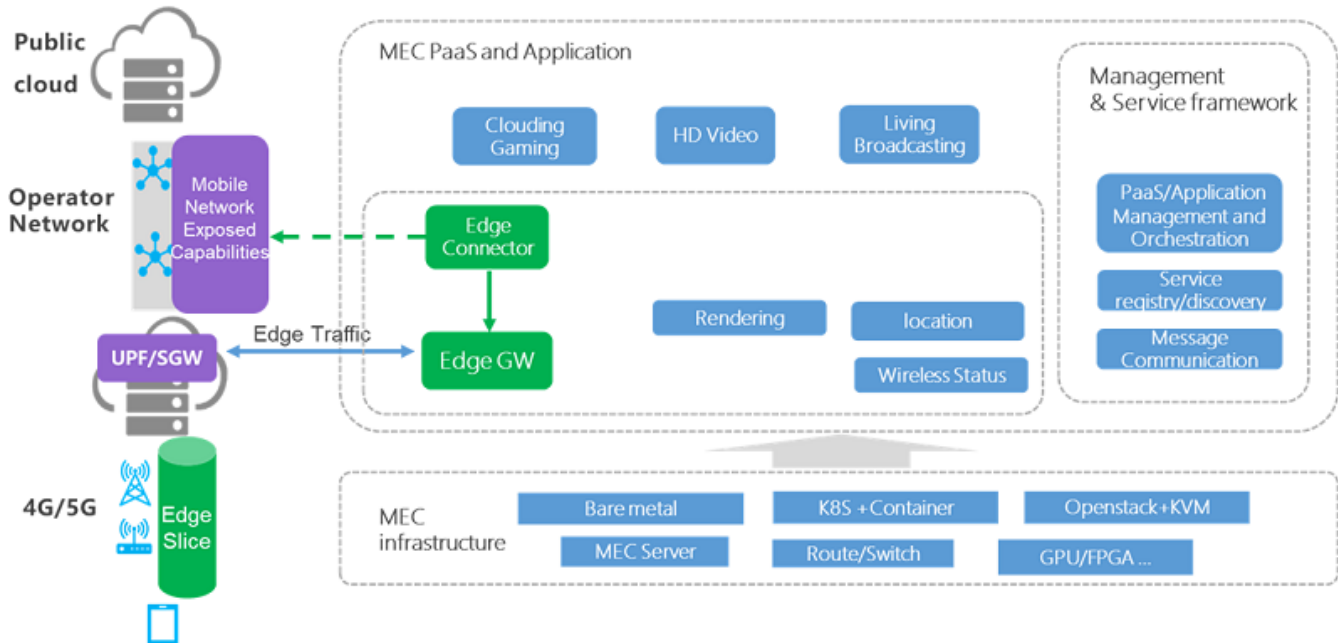 Public
cloud
Operator
Network
Mobile
Network
Exposed
Capabilities
UPF/SGW
Edge Traffic
4G/5G
Edge
Slice
MEC PaaS and Application
Clouding
Gaming
HD Video
Living
Broadcasting
Edge
Connector
Edge GW
Rendering
location
Wireless Status
Management
& Service framework
PaaS/Application
Management and
Orchestration
Service
registry/discovery
Message
Communication
MEC
infrastructure
Bare metal
K8S +Container
Openstack+KVM
MEC Server
Route/Switch
GPU/FPGA ...